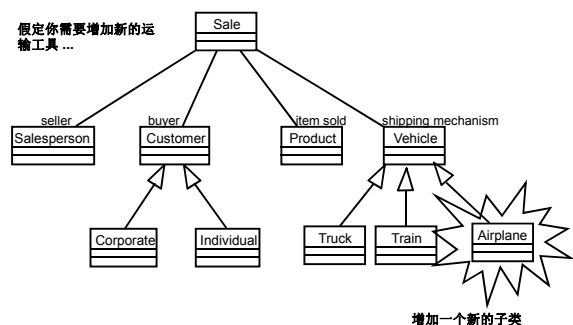 假定你需要增加新的运
输工具 ...
Sale
seller
buyer
item sold
shipping mechanism
Salesperson
Customer
Product
Vehicle
Corporate
Individual
Truck
Train
Airplane
增加一个新的子类